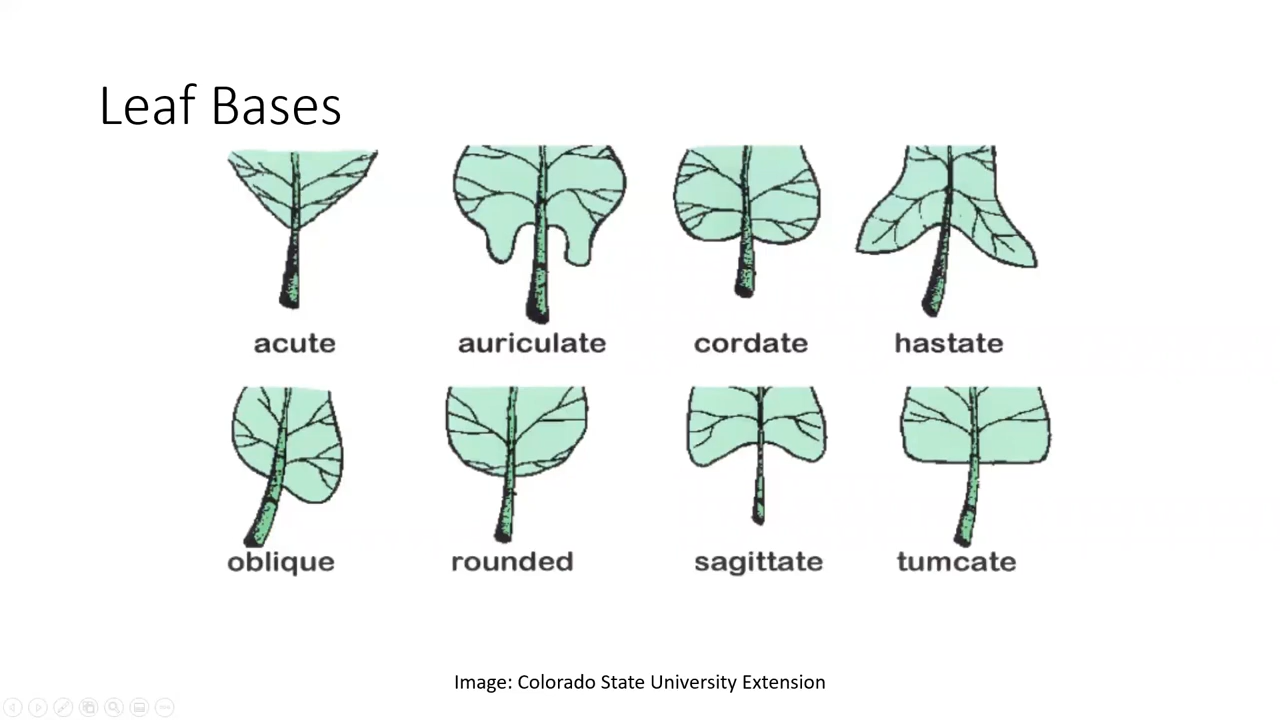 Leaf Bases
acute auriculate cordate hastate
oblique rounded sagittate tumcate
Image: Colorado State University Extension